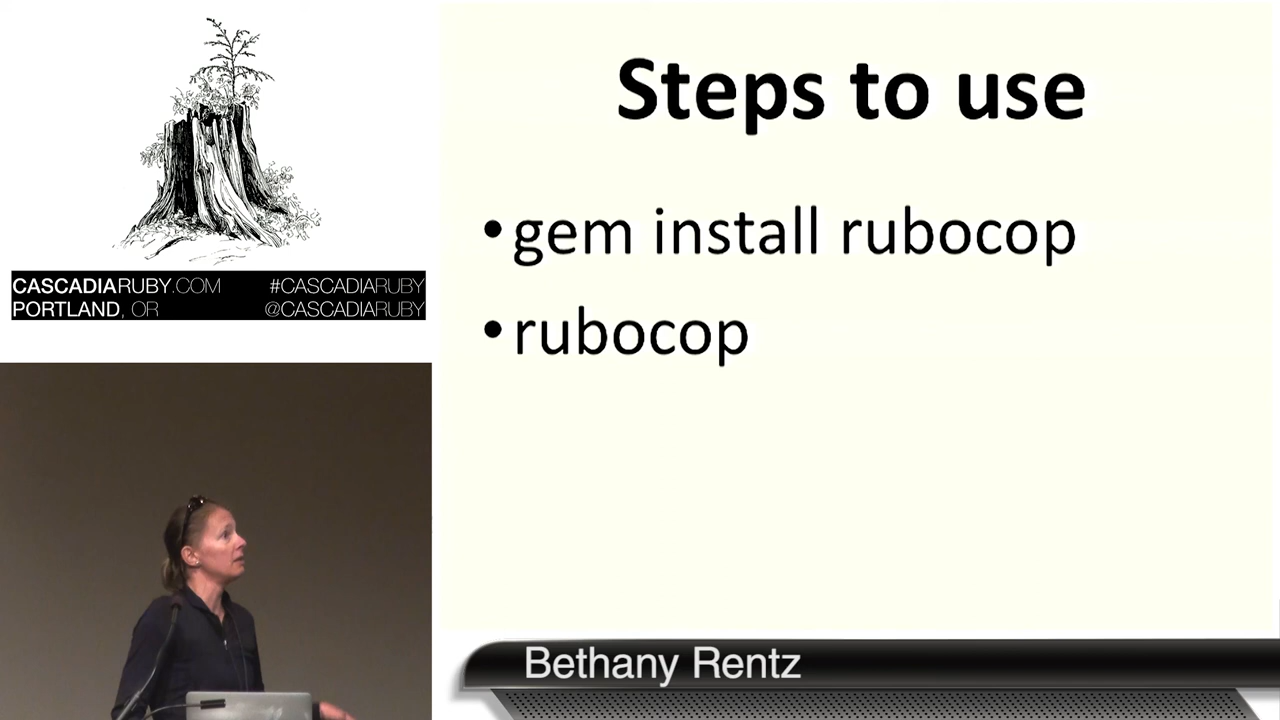 CASCADIARUBY.COM #CASCADIARUBY
PORTLAND, OR @CASCADIARUBY
Steps to use
•gem install rubocop
•rubocop
Bethany Rentz